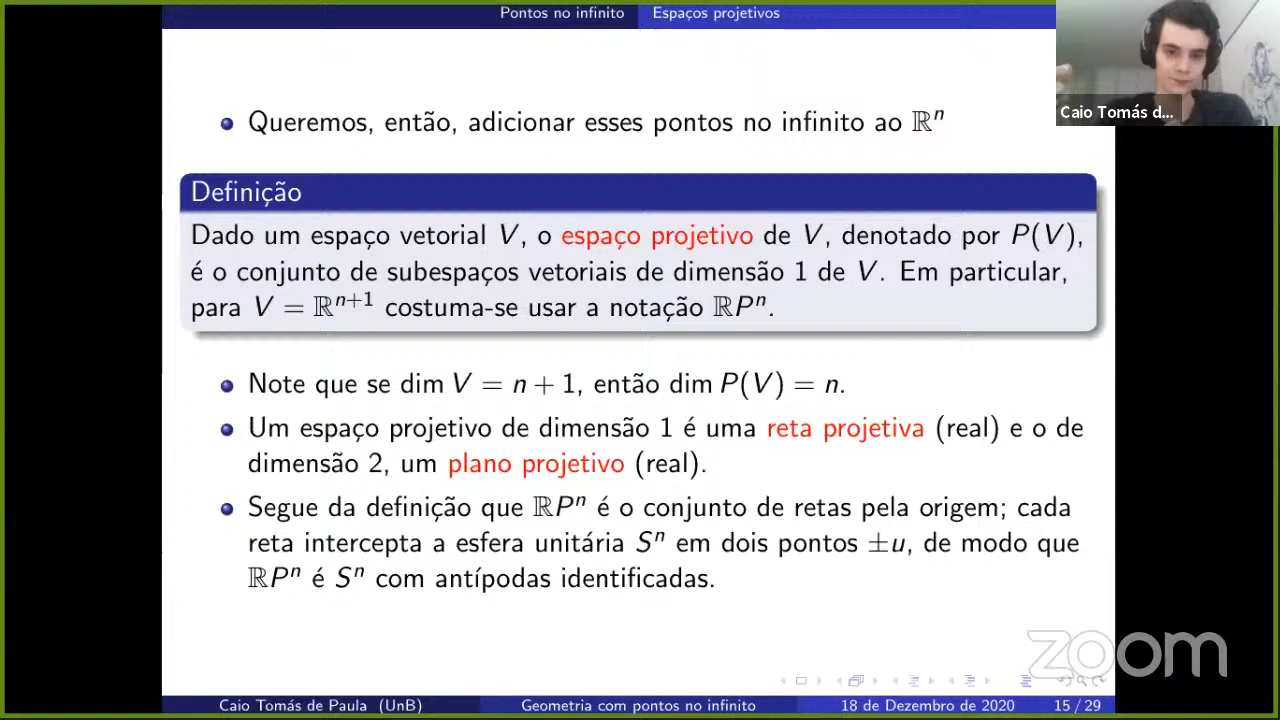 Pontos no infinito Espaços projetivos
Caio Tomás d...
Queremos, então, adicionar esses pontos no infinito ao ℝⁿ
Definição
Dado um espaço vetorial V, o espaço projetivo de V, denotado por P(V),
é o conjunto de subespaços vetoriais de dimensão 1 de V. Em particular,
para V = ℝⁿ⁺¹ costuma-se usar a notação ℝPⁿ.
Note que se dim V = n + 1, então dim P(V) = n.
Um espaço projetivo de dimensão 1 é uma reta projetiva (real) e o de
dimensão 2, um plano projetivo (real).
Segue da definição que ℝPⁿ é o conjunto de retas pela origem; cada
reta intercepta a esfera unitária Sⁿ em dois pontos ±u, de modo que
ℝPⁿ é Sⁿ com antípodas identificadas.
zoom
Caio Tomás de Paula (UnB) Geometria com pontos no infinito 18 de Dezembro de 2020 15 / 29